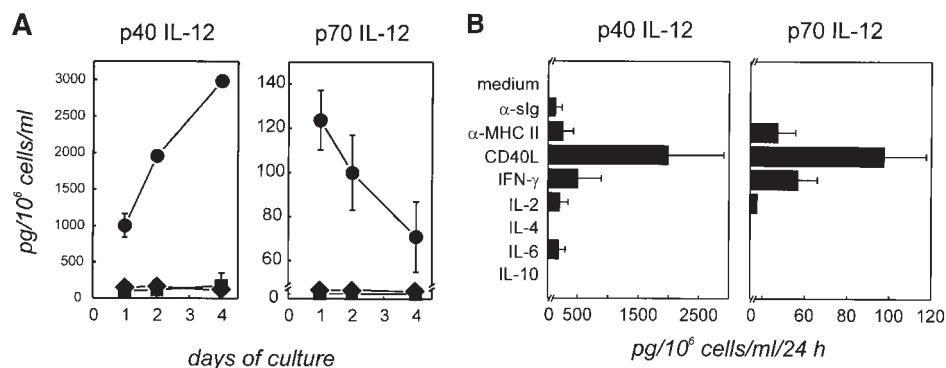 A
p40 IL-12
p70 IL-12
pg/10⁶ cells/ml
3000
2500
2000
1500
1000
500
0
140
120
100
80
60
0
0 1 2 3 4
0 1 2 3 4
days of culture
B
p40 IL-12
p70 IL-12
medium
α-sIg
α-MHC II
CD40L
IFN-γ
IL-2
IL-4
IL-6
IL-10
0 500 1500 2000 2500
0 60 80 100 120
pg/10⁶ cells/ml/24 h